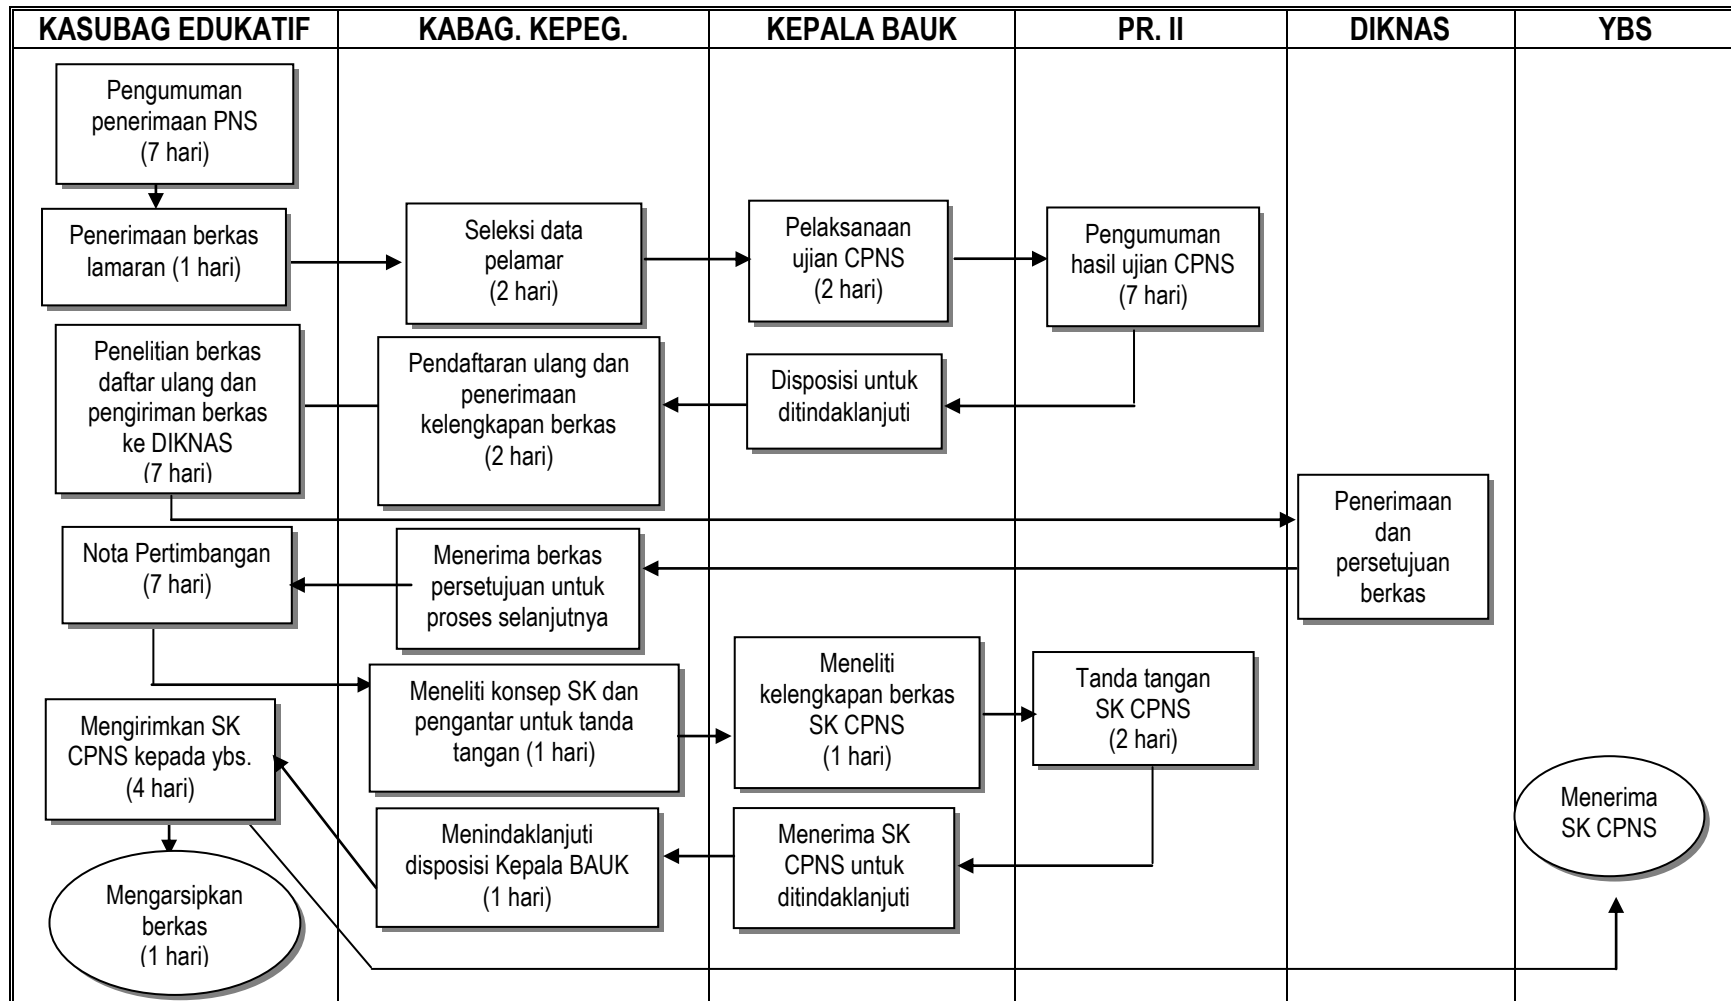 KASUBAG EDUKATIF
KABAG. KEPEG.
KEPALA BAUK
PR. II
DIKNAS
YBS
Pengumuman
penerimaan PNS
(7 hari)
Penerimaan berkas
lamaran (1 hari)
Seleksi data
pelamar
(2 hari)
Pelaksanaan
ujian CPNS
(2 hari)
Pengumuman
hasil ujian CPNS
(7 hari)
Disposisi untuk
ditindaklanjuti
Pendaftaran ulang dan
penerimaan
kelengkapan berkas
(2 hari)
Penelitian berkas
daftar ulang dan
pengiriman berkas
ke DIKNAS
(7 hari)
Penerimaan
dan
persetujuan
berkas
Menerima berkas
persetujuan untuk
proses selanjutnya
Nota Pertimbangan
(7 hari)
Meneliti konsep SK dan
pengantar untuk tanda
tangan (1 hari)
Meneliti
kelengkapan berkas
SK CPNS
(1 hari)
Tanda tangan
SK CPNS
(2 hari)
Menerima SK
CPNS untuk
ditindaklanjuti
Menindaklanjuti
disposisi Kepala BAUK
(1 hari)
Mengirimkan SK
CPNS kepada ybs.
(4 hari)
Mengarsipkan
berkas
(1 hari)
Menerima
SK CPNS